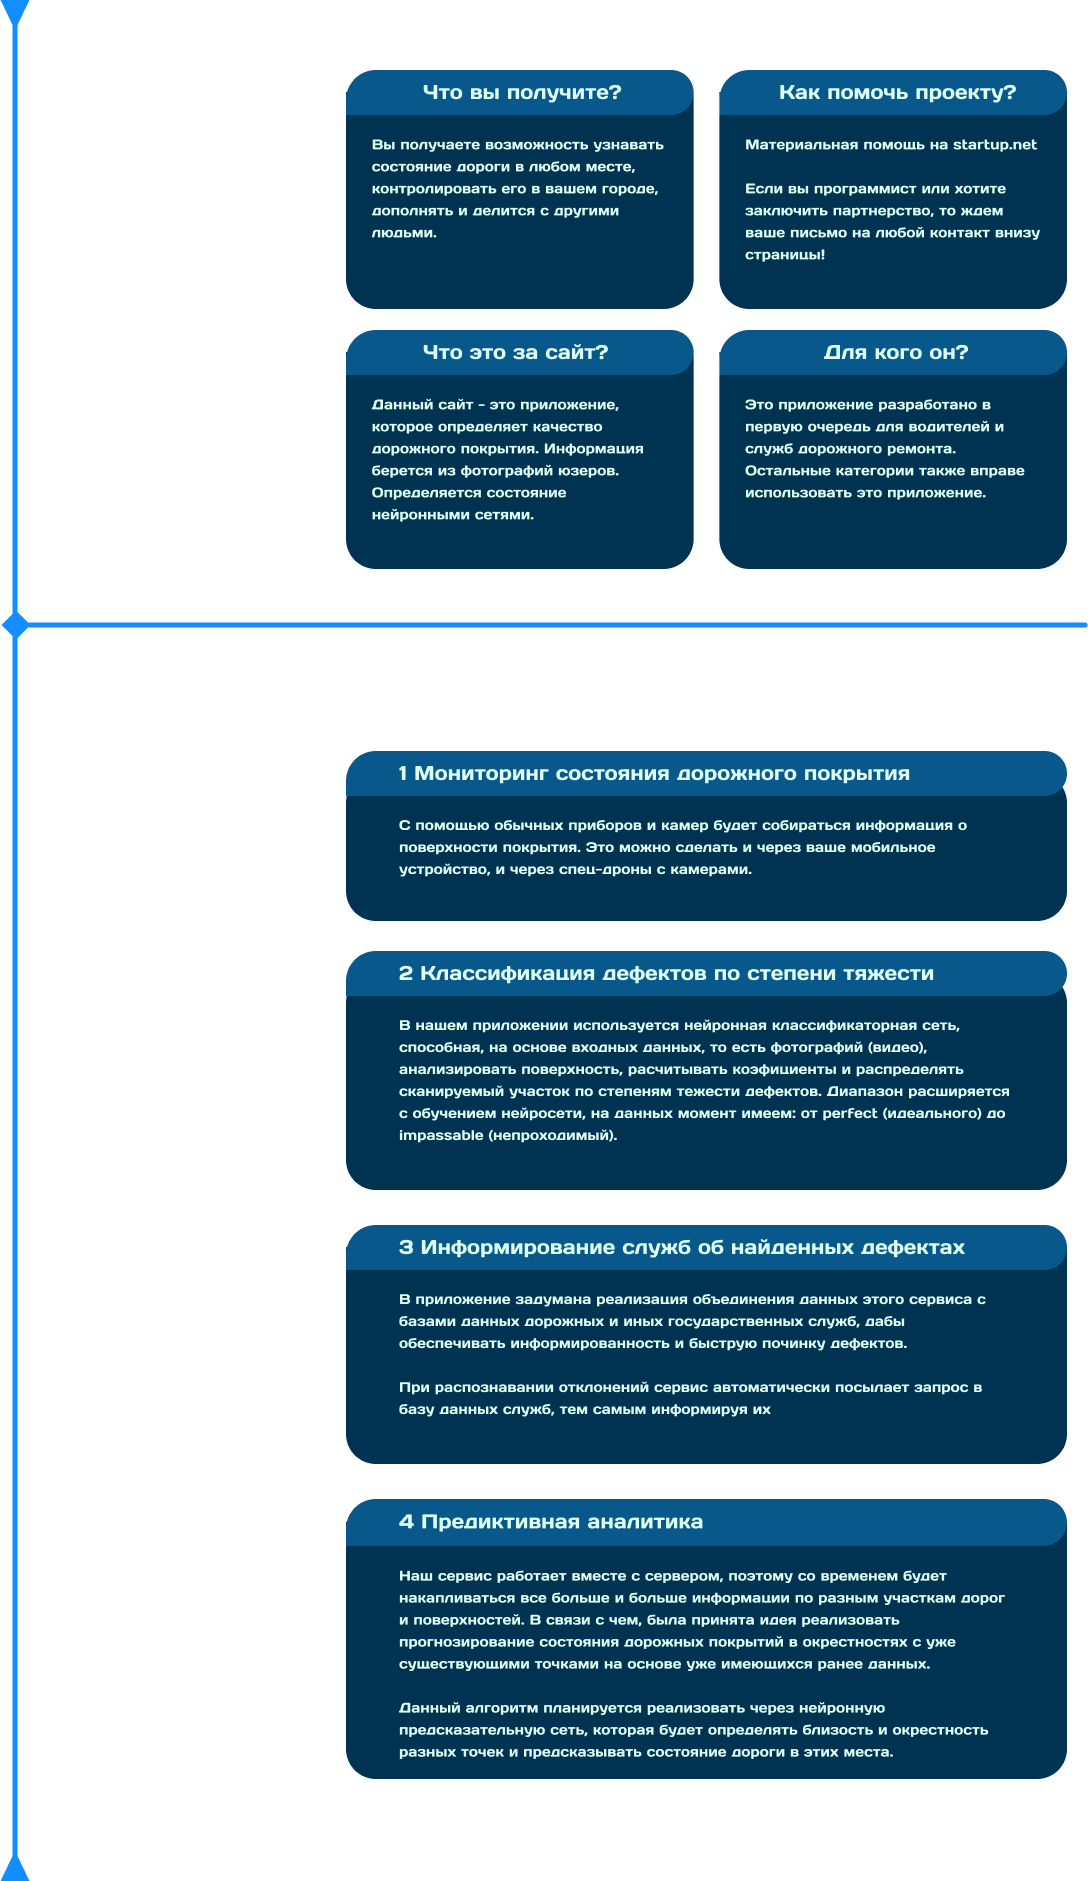 Что вы получите?
Вы получаете возможность узнавать
состояние дороги в любом месте,
контролировать его в вашем городе,
дополнять и делится с другими
людьми.
Как помочь проекту?
Материальная помощь на startup.net
Если вы программист или хотите
заключить партнерство, то ждем
ваше письмо на любой контакт внизу
страницы!
Что это за сайт?
Данный сайт - это приложение,
которое определяет качество
дорожного покрытия. Информация
берется из фотографий юзеров.
Определяется состояние
нейронными сетями.
Для кого он?
Это приложение разработано в
первую очередь для водителей и
служб дорожного ремонта.
Остальные категории также вправе
использовать это приложение.
1 Мониторинг состояния дорожного покрытия
С помощью обычных приборов и камер будет собираться информация о
поверхности покрытия. Это можно сделать и через ваше мобильное
устройство, и через спец-дроны с камерами.
2 Классификация дефектов по степени тяжести
В нашем приложении используется нейронная классификаторная сеть,
способная, на основе входных данных, то есть фотографий (видео),
анализировать поверхность, расчитывать коэфициенты и распределять
сканируемый участок по степеням тежести дефектов. Диапазон расширяется
с обучением нейросети, на данных момент имеем: от perfect (идеального) до
impassable (непроходимый).
3 Информирование служб об найденных дефектах
В приложение задумана реализация объединения данных этого сервиса с
базами данных дорожных и иных государственных служб, дабы
обеспечивать информированность и быструю починку дефектов.
При распознавании отклонений сервис автоматически посылает запрос в
базу данных служб, тем самым информируя их
4 Предиктивная аналитика
Наш сервис работает вместе с сервером, поэтому со временем будет
накапливаться все больше и больше информации по разным участкам дорог
и поверхностей. В связи с чем, была принята идея реализовать
прогнозирование состояния дорожных покрытий в окрестностях с уже
существующими точками на основе уже имеющихся ранее данных.
Данный алгоритм планируется реализовать через нейронную
предсказательную сеть, которая будет определять близость и окрестность
разных точек и предсказывать состояние дороги в этих места.